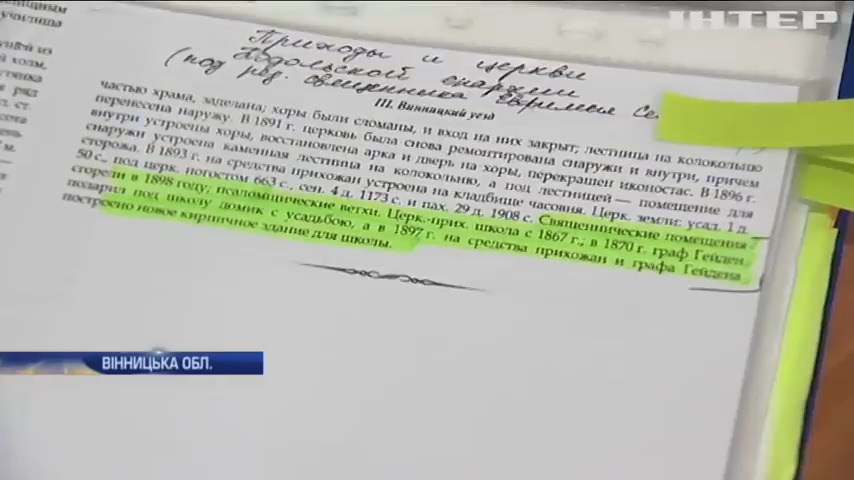 ІНТЕР
училища
Приходы и церкви
Подольской епархии
(под ред. священника Евфимия Се
III. Винницкий уезд
частью храма, заделана; хоры были сломаны, и вход на них закрыт; лестница на колокольню
перенесена наружу. В 1891 г. церковь была снова ремонтирована снаружи и внутри, причем
внутри устроены хоры, восстановлена арка и дверь на хоры, перекрашен иконостас. В 1896 г.
снаружи устроена каменная лестница на колокольню, а под лестницей — помещение для
сторожа. В 1893 г. на средства прихожан устроена на кладбище часовня. Церк. земли: усад. 1 д.
50 с., под церк. погостом 663 с., сен. 4 д. 1173 с. и пах. 29 д. 1908 с. Священнические помещения
сгорели в 1898 году, псаломщические ветхи. Церк.-прих. школа с 1867 г.; в 1870 г. граф Гейден
подарил под школу домик с усадьбою, а в 1897 г. на средства прихожан и графа Гейдена
построено новое кирпичное здание для школы.
ряд
ст.
м.
ВІННИЦЬКА ОБЛ.